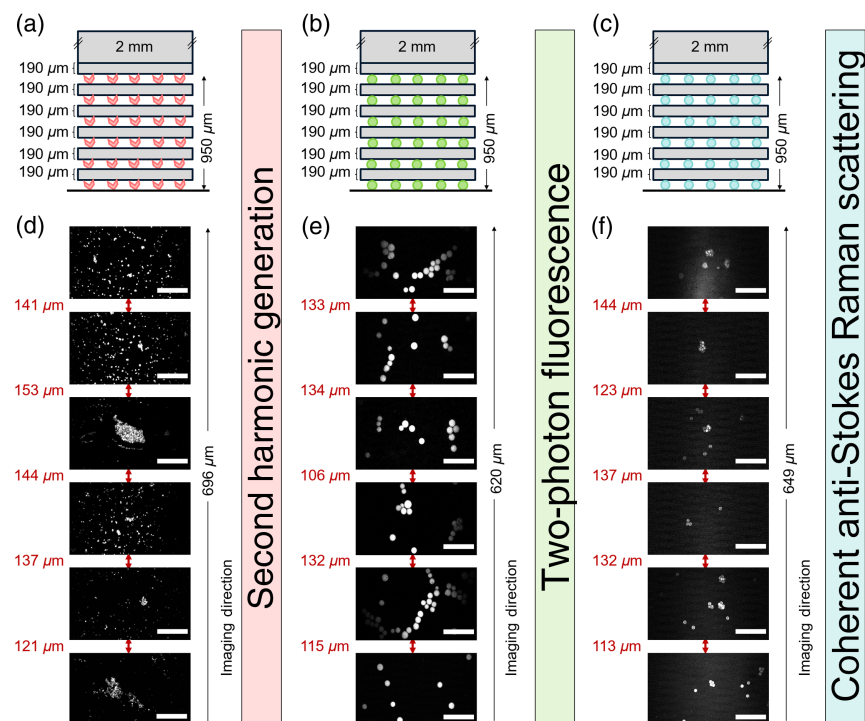 (a)
2 mm
190 µm
190 µm
190 µm
190 µm
190 µm
190 µm
950 µm
(d)
141 µm
153 µm
144 µm
137 µm
121 µm
696 µm
Imaging direction
Second harmonic generation
(b)
2 mm
190 µm
190 µm
190 µm
190 µm
190 µm
190 µm
950 µm
(e)
133 µm
134 µm
106 µm
132 µm
115 µm
620 µm
Imaging direction
Two-photon fluorescence
(c)
2 mm
190 µm
190 µm
190 µm
190 µm
190 µm
190 µm
950 µm
(f)
144 µm
123 µm
137 µm
132 µm
113 µm
649 µm
Imaging direction
Coherent anti-Stokes Raman scattering